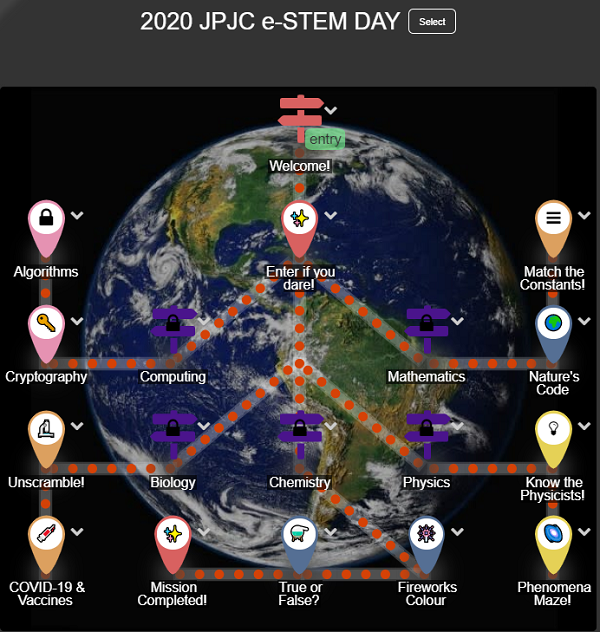 2020 JPJC e-STEM DAY Select
entry
Welcome!
Algorithms
Enter if you
dare!
Match the
Constants!
Cryptography
Computing
Mathematics
Nature's
Code
Unscramble!
Biology
Chemistry
Physics
Know the
Physicists!
COVID-19 &
Vaccines
Mission
Completed!
True or
False?
Fireworks
Colour
Phenomena
Maze!